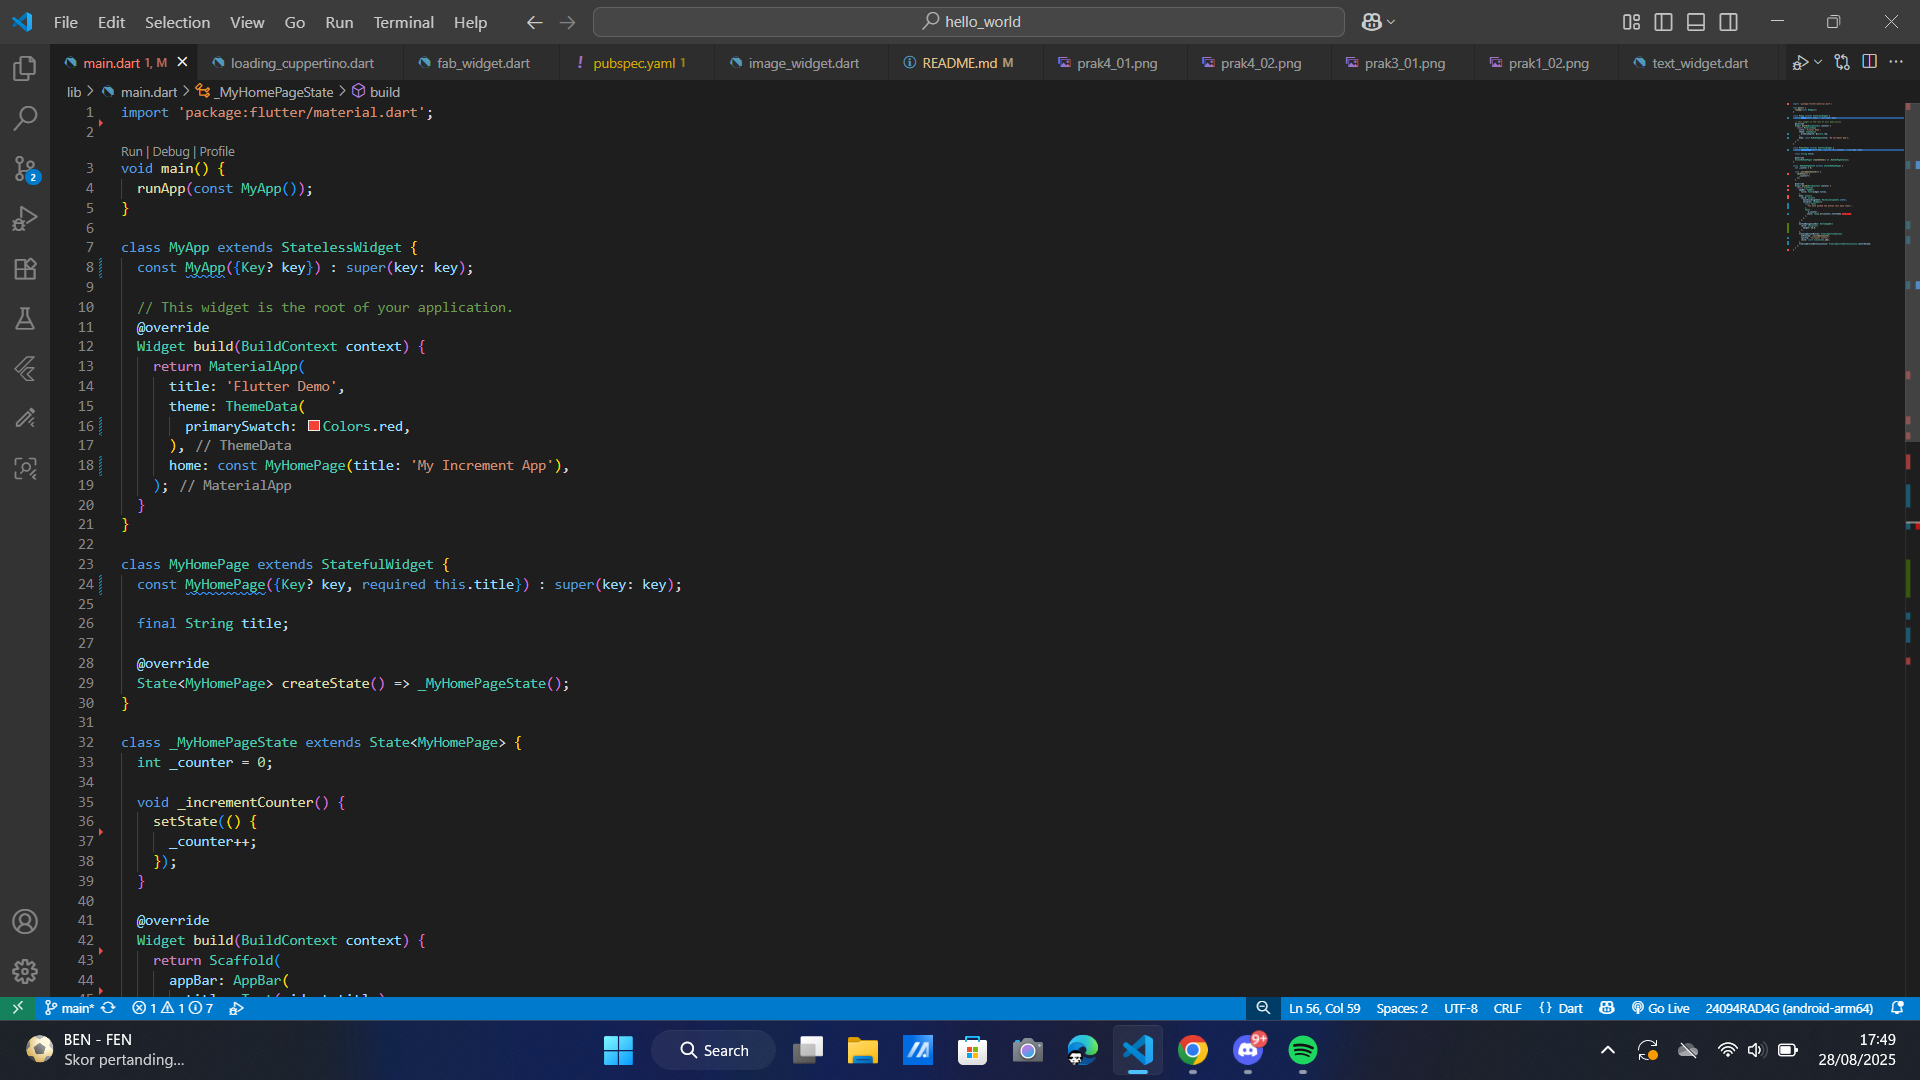 File Edit Selection View Go Run Terminal Help
hello_world
main.dart 1, M
loading_cuppertino.dart
fab_widget.dart
! pubspec.yaml 1
image_widget.dart
README.md M
prak4_01.png
prak4_02.png
prak3_01.png
prak1_02.png
text_widget.dart
lib > main.dart > _MyHomePageState > build
1 import 'package:flutter/material.dart';
2
Run | Debug | Profile
3 void main() {
4 runApp(const MyApp());
5 }
6
7 class MyApp extends StatelessWidget {
8 const MyApp({Key? key}) : super(key: key);
9
10 // This widget is the root of your application.
11 @override
12 Widget build(BuildContext context) {
13 return MaterialApp(
14 title: 'Flutter Demo',
15 theme: ThemeData(
16 primarySwatch: Colors.red,
17 ), // ThemeData
18 home: const MyHomePage(title: 'My Increment App'),
19 ); // MaterialApp
20 }
21 }
22
23 class MyHomePage extends StatefulWidget {
24 const MyHomePage({Key? key, required this.title}) : super(key: key);
25
26 final String title;
27
28 @override
29 State<MyHomePage> createState() => _MyHomePageState();
30 }
31
32 class _MyHomePageState extends State<MyHomePage> {
33 int _counter = 0;
34
35 void _incrementCounter() {
36 setState(() {
37 _counter++;
38 });
39 }
40
41 @override
42 Widget build(BuildContext context) {
43 return Scaffold(
44 appBar: AppBar(
2
main* 1 1 7
Ln 56, Col 59 Spaces: 2 UTF-8 CRLF {} Dart Go Live 24094RAD4G (android-arm64)
BEN - FEN
Skor pertanding...
Search
9+
17:49
28/08/2025